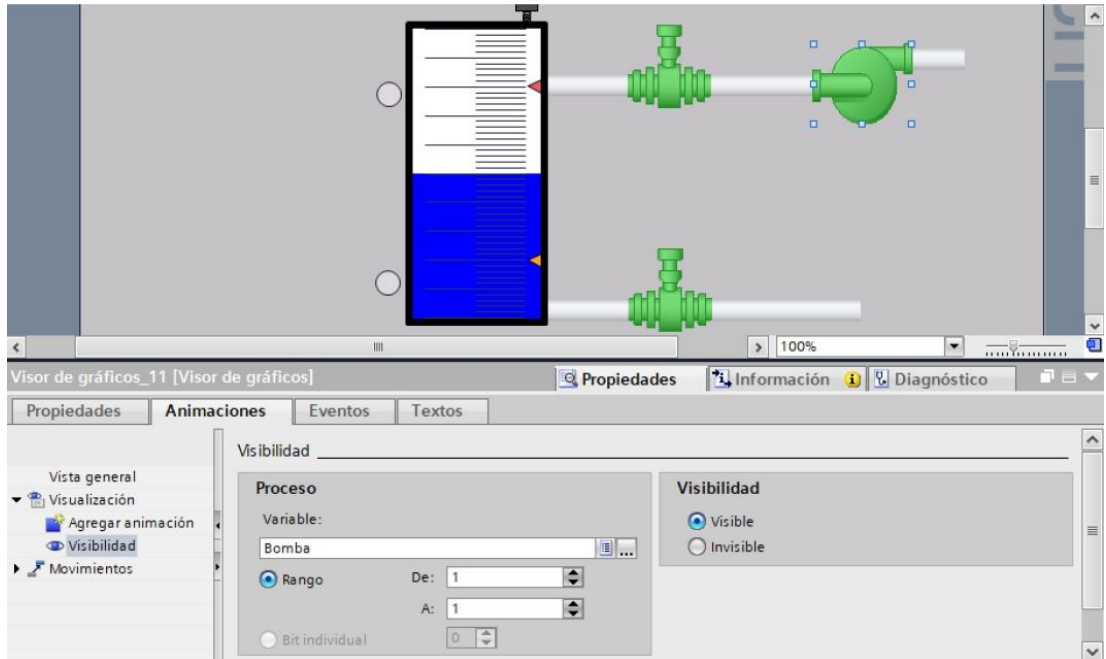 100%
Visor de gráficos_11 [Visor de gráficos]
Propiedades
Información
Diagnóstico
Propiedades
Animaciones
Eventos
Textos
Vista general
Visualización
Agregar animación
Visibilidad
Movimientos
Visibilidad
Proceso
Variable:
Bomba
...
Rango
De: 1
A: 1
Bit individual 0
Visibilidad
Visible
Invisible